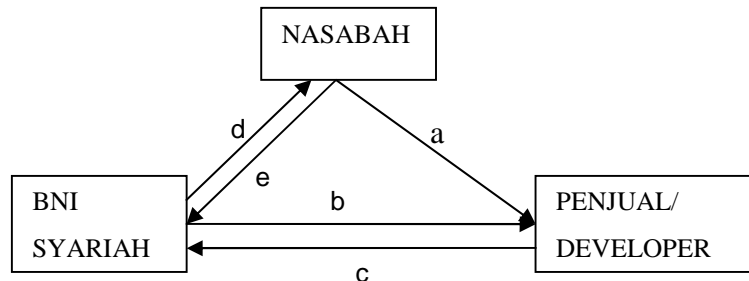 NASABAH
d
a
e
BNI
SYARIAH
b
PENJUAL/
DEVELOPER
c